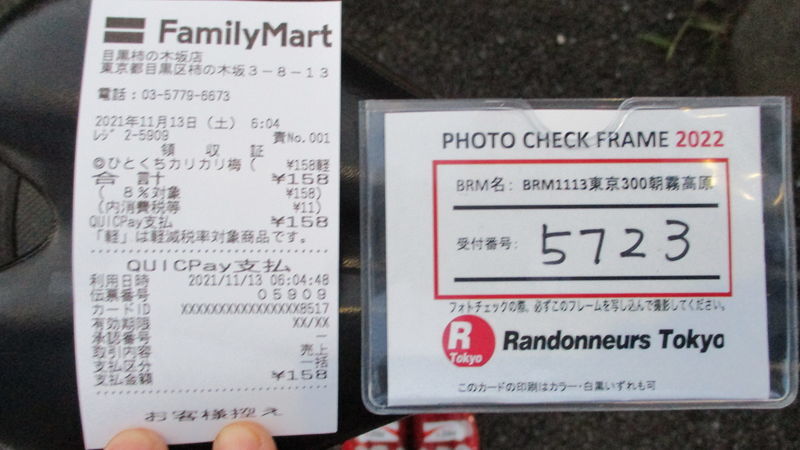 FamilyMart
目黒柿の木坂店
東京都目黒区柿の木坂3-8-13
電話:03-5779-6673
2021年11月13日(土) 6:04
レジ 2-5909 責No.001
領 収 証
◎ひとくちカリカリ梅( ¥158軽
合 計 ¥158
( 8%対象 ¥158)
(内消費税等 ¥11)
QUICPay支払 ¥158
「軽」は軽減税率対象商品です。
QUICPay支払
利用日時 2021/11/13 06:04:48
伝票番号 05909
カードID XXXXXXXXXXXXXXXX8517
有効期限 XX/XX
承認番号 -
取引内容 売上
支払区分 一括
支払金額 ¥158
お客様控え
PHOTO CHECK FRAME 2022
BRM名: BRM1113東京300朝霧高原
受付番号: 5723
フォトチェックの際、必ずこのフレームを写し込んで撮影してください。
R Tokyo Randonneurs Tokyo
このカードの印刷はカラー・白黒いずれも可